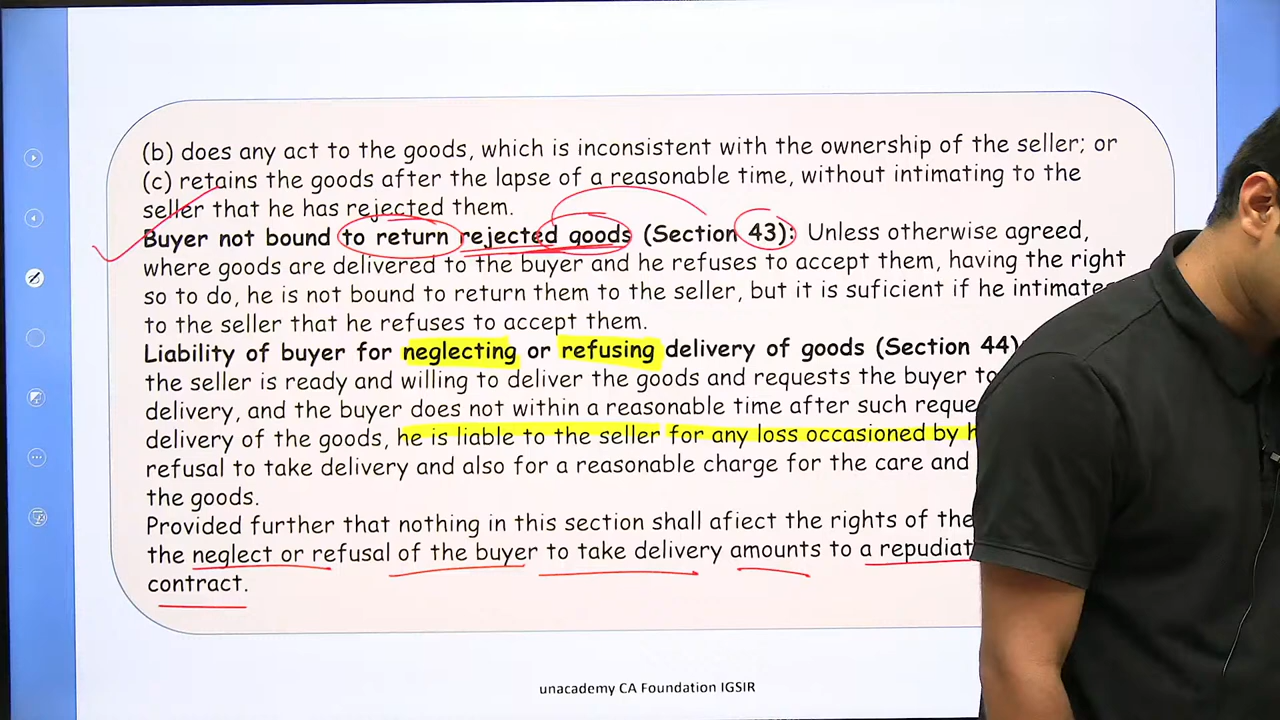 (b) does any act to the goods, which is inconsistent with the ownership of the seller; or
(c) retains the goods after the lapse of a reasonable time, without intimating to the
seller that he has rejected them.
Buyer not bound to return rejected goods (Section 43): Unless otherwise agreed,
where goods are delivered to the buyer and he refuses to accept them, having the right
so to do, he is not bound to return them to the seller, but it is suficient if he intimates
to the seller that he refuses to accept them.
Liability of buyer for neglecting or refusing delivery of goods (Section 44)
the seller is ready and willing to deliver the goods and requests the buyer to
delivery, and the buyer does not within a reasonable time after such
delivery of the goods, he is liable to the seller for any loss occasioned by
refusal to take delivery and also for a reasonable charge for the care and
the goods.
Provided further that nothing in this section shall afiect the rights of the
the neglect or refusal of the buyer to take delivery amounts to a
contract.
unacademy CA Foundation IGSIR